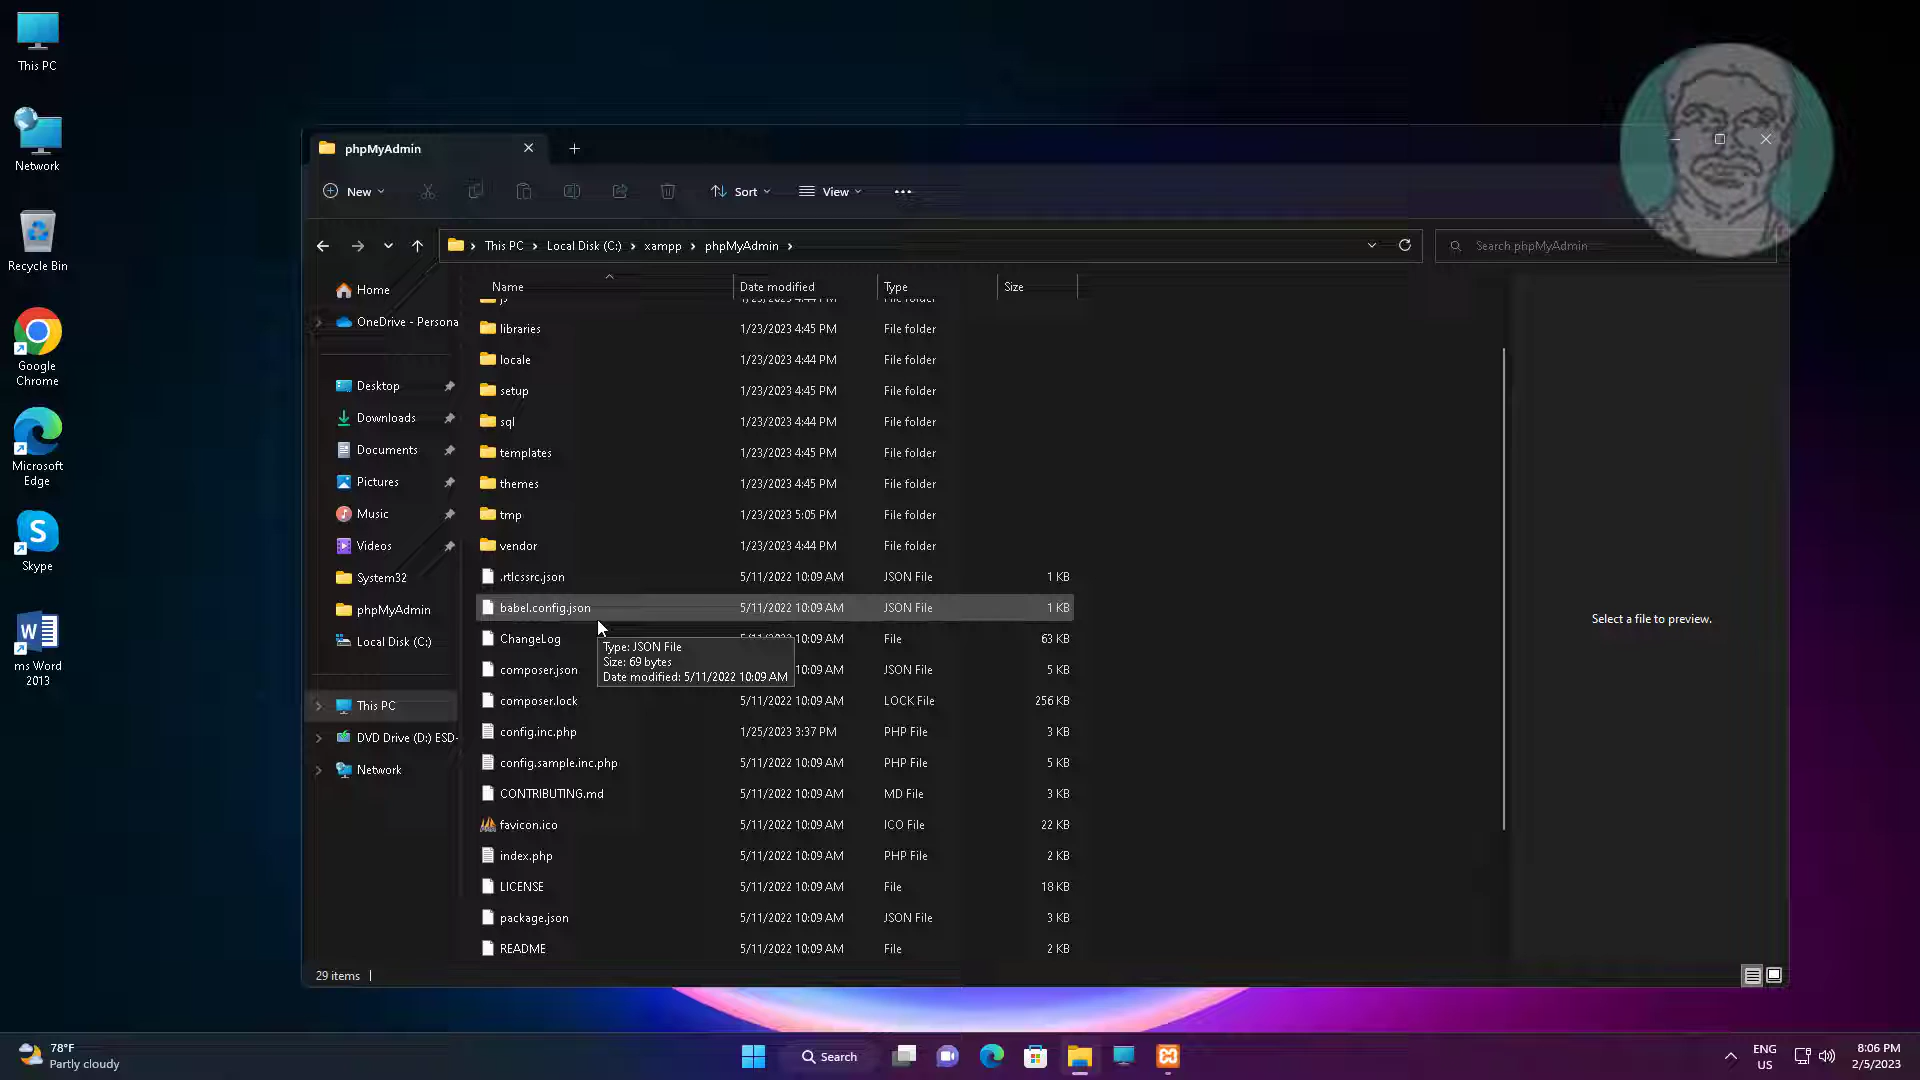 This PC
Network
Recycle Bin
Google
Chrome
Microsoft
Edge
Skype
ms Word
2013
phpMyAdmin
New
Sort
View
This PC
Local Disk (C:)
xampp
phpMyAdmin
Search phpMyAdmin
Home
OneDrive - Persona
Desktop
Downloads
Documents
Pictures
Music
Videos
System32
phpMyAdmin
Local Disk (C:)
This PC
DVD Drive (D:) ESD-
Network
Name Date modified Type Size
libraries 1/23/2023 4:45 PM File folder
locale 1/23/2023 4:44 PM File folder
setup 1/23/2023 4:45 PM File folder
sql 1/23/2023 4:44 PM File folder
templates 1/23/2023 4:45 PM File folder
themes 1/23/2023 4:45 PM File folder
tmp 1/23/2023 5:05 PM File folder
vendor 1/23/2023 4:44 PM File folder
.rtlcssrc.json 5/11/2022 10:09 AM JSON File 1 KB
babel.config.json 5/11/2022 10:09 AM JSON File 1 KB
ChangeLog 10:09 AM File 63 KB
composer.json 10:09 AM JSON File 5 KB
composer.lock 5/11/2022 10:09 AM LOCK File 256 KB
config.inc.php 1/25/2023 3:37 PM PHP File 3 KB
config.sample.inc.php 5/11/2022 10:09 AM PHP File 5 KB
CONTRIBUTING.md 5/11/2022 10:09 AM MD File 3 KB
favicon.ico 5/11/2022 10:09 AM ICO File 22 KB
index.php 5/11/2022 10:09 AM PHP File 2 KB
LICENSE 5/11/2022 10:09 AM File 18 KB
package.json 5/11/2022 10:09 AM JSON File 3 KB
README 5/11/2022 10:09 AM File 2 KB
Type: JSON File
Size: 69 bytes
Date modified: 5/11/2022 10:09 AM
Select a file to preview.
29 items
78°F
Partly cloudy
Search
ENG
US
8:06 PM
2/5/2023